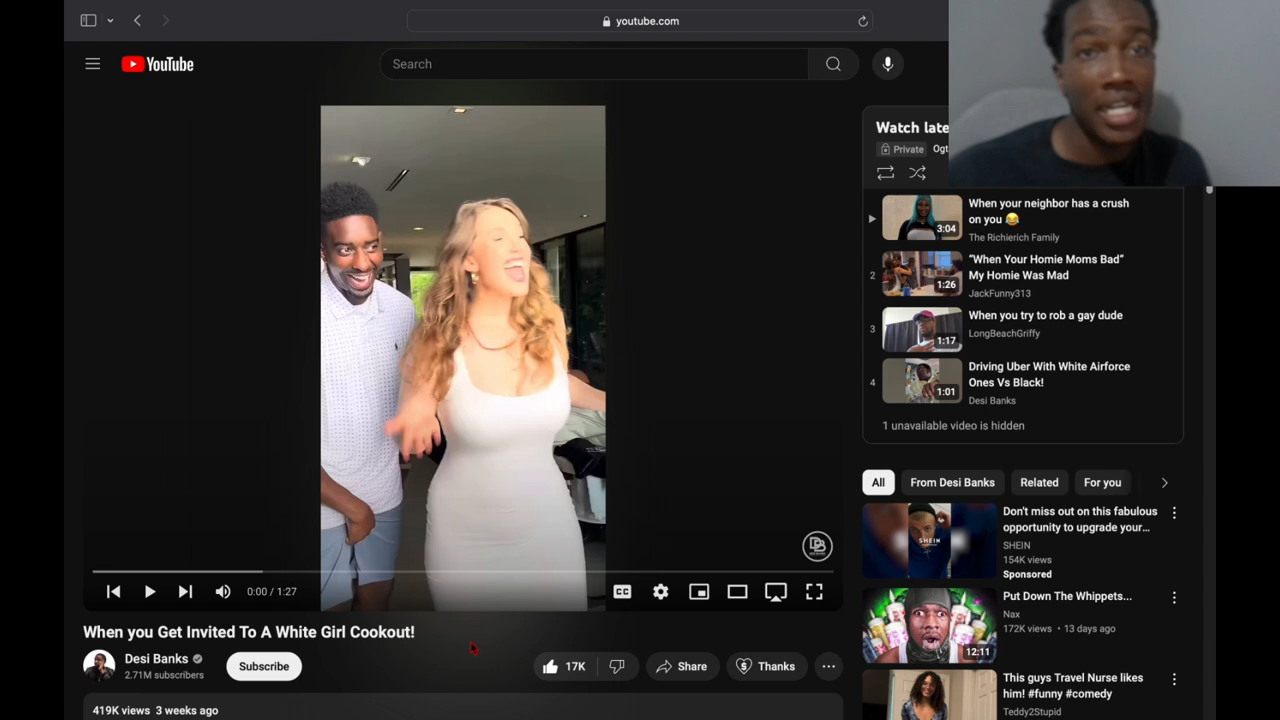 youtube.com
YouTube
Search
Watch late
Private Ogt
When your neighbor has a crush
on you 😂
3:04
The Richierich Family
2
“When Your Homie Moms Bad”
My Homie Was Mad
1:26
JackFunny313
3
When you try to rob a gay dude
1:17
LongBeachGriffy
4
Driving Uber With White Airforce
Ones Vs Black!
1:01
Desi Banks
1 unavailable video is hidden
All
From Desi Banks
Related
For you
Don't miss out on this fabulous
opportunity to upgrade your...
SHEIN
SHEIN
154K views
Sponsored
Put Down The Whippets...
Nax
172K views • 13 days ago
12:11
This guys Travel Nurse likes
him! #funny #comedy
Teddy2Stupid
0:00 / 1:27
CC
When you Get Invited To A White Girl Cookout!
Desi Banks
2.71M subscribers
Subscribe
17K
Share
Thanks
419K views 3 weeks ago